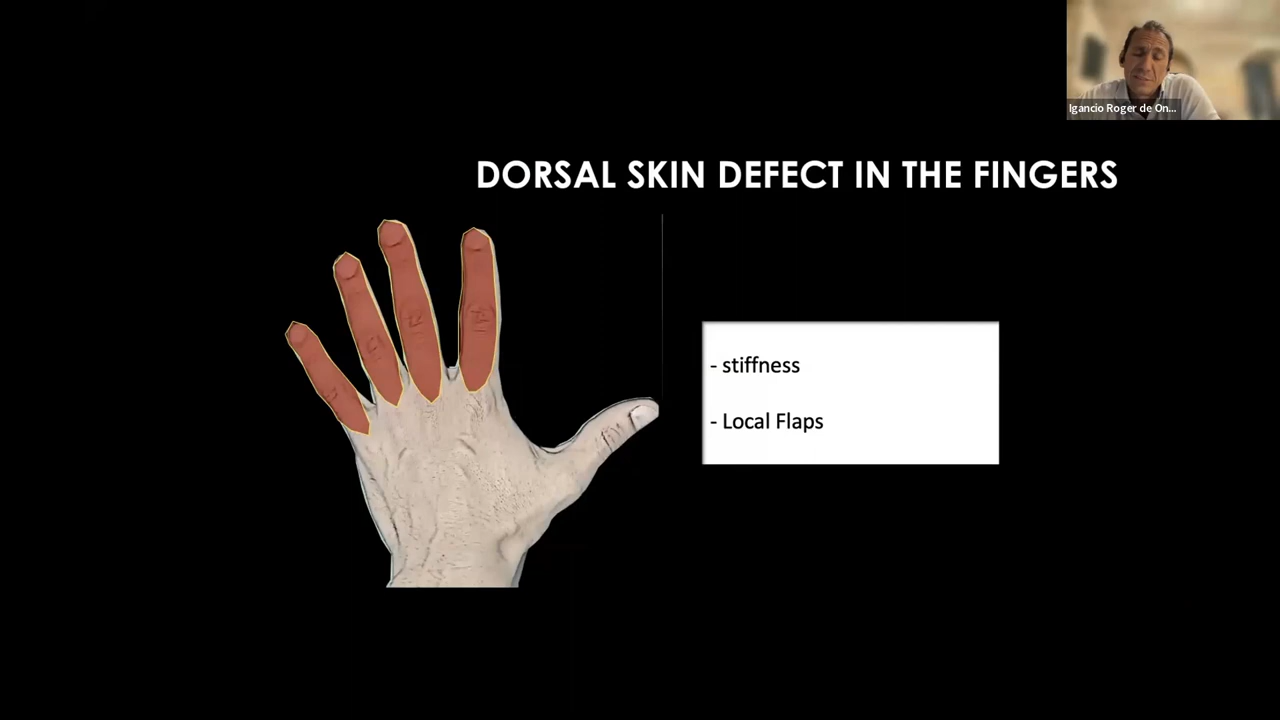 Igancio Roger de On...
DORSAL SKIN DEFECT IN THE FINGERS
- stiffness
- Local Flaps